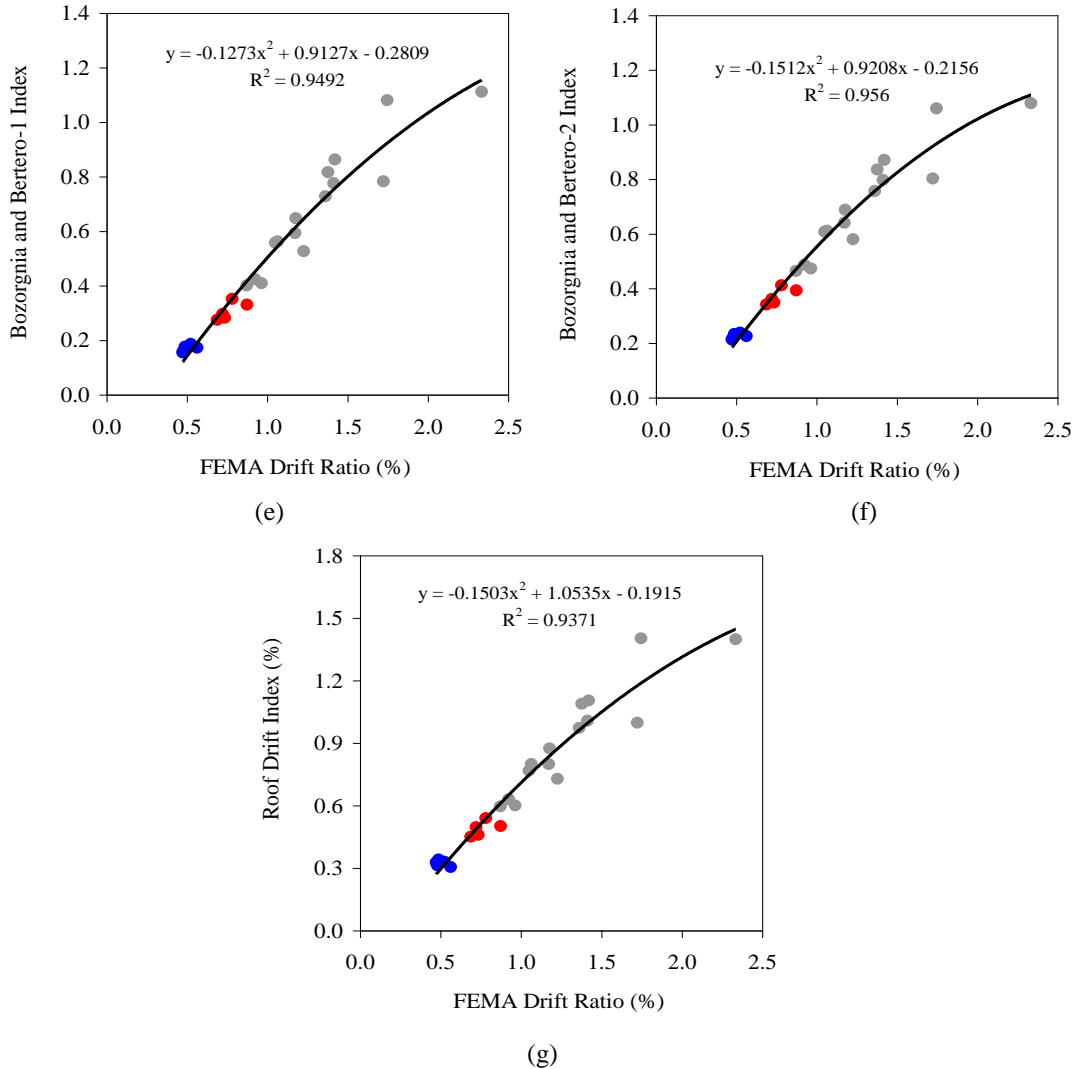 1.4
1.2
1.0
0.8
0.6
0.4
0.2
0.0
Bozorgnia and Bertero-1 Index
y = -0.1273x² + 0.9127x - 0.2809
R² = 0.9492
0.0 0.5 1.0 1.5 2.0 2.5
FEMA Drift Ratio (%)
(e)
1.4
1.2
1.0
0.8
0.6
0.4
0.2
0.0
Bozorgnia and Bertero-2 Index
y = -0.1512x² + 0.9208x - 0.2156
R² = 0.956
0.0 0.5 1.0 1.5 2.0 2.5
FEMA Drift Ratio (%)
(f)
1.8
1.5
1.2
0.9
0.6
0.3
0.0
Roof Drift Index (%)
y = -0.1503x² + 1.0535x - 0.1915
R² = 0.9371
0.0 0.5 1.0 1.5 2.0 2.5
FEMA Drift Ratio (%)
(g)